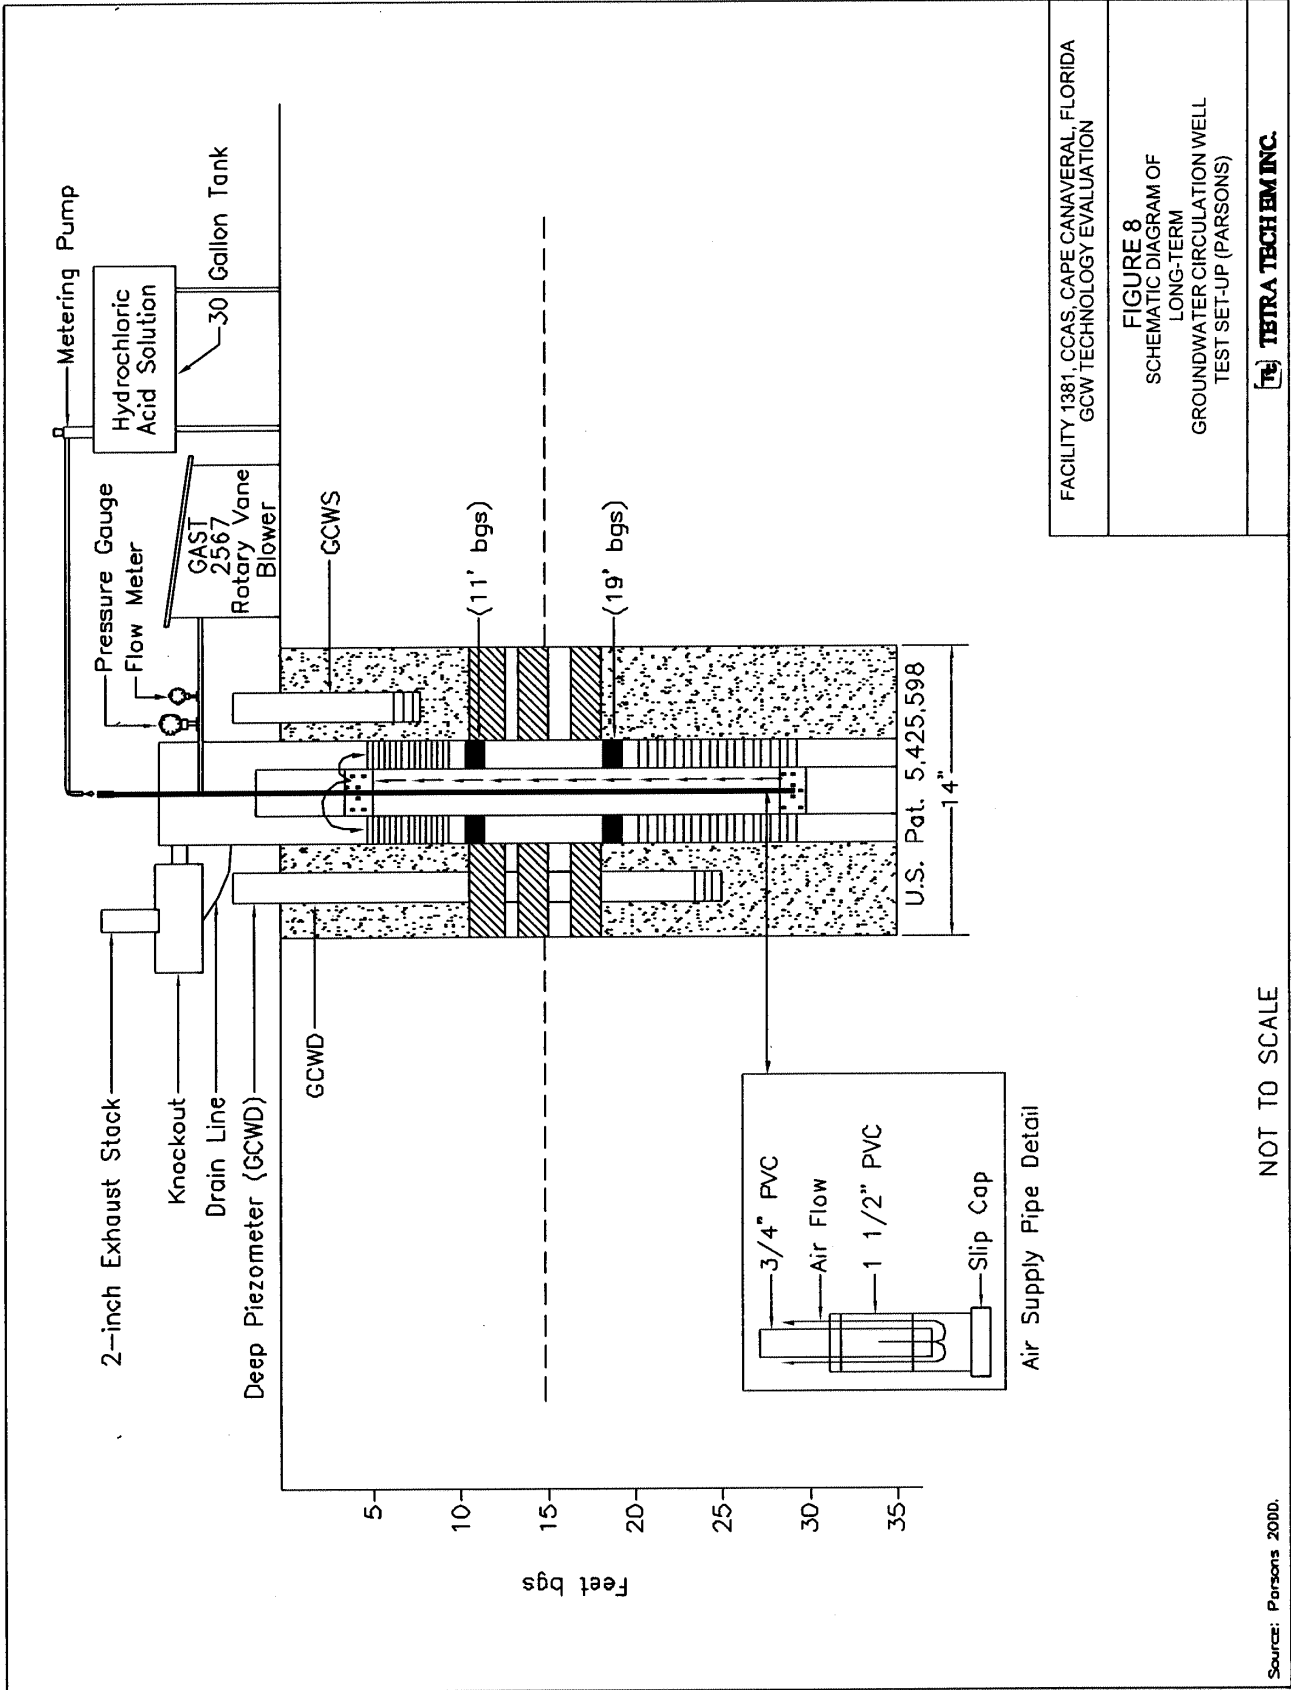 2-inch Exhaust Stack
Knockout
Drain Line
Deep Piezometer (GCWD)
GCWD
Pressure Gauge
Flow Meter
GAST
2567
Rotary Vane
Blower
Metering Pump
Hydrochloric
Acid Solution
30 Gallon Tank
GCWS
(11' bgs)
(19' bgs)
U.S. Pat. 5,425,598
14"
Feet bgs
5
10
15
20
25
30
35
3/4" PVC
Air Flow
1 1/2" PVC
Slip Cap
Air Supply Pipe Detail
NOT TO SCALE
Source: Parsons 2000.
FACILITY 1381, CCAS, CAPE CANAVERAL, FLORIDA
GCW TECHNOLOGY EVALUATION
FIGURE 8
SCHEMATIC DIAGRAM OF
LONG-TERM
GROUNDWATER CIRCULATION WELL
TEST SET-UP (PARSONS)
Tt TETRA TECH EM INC.